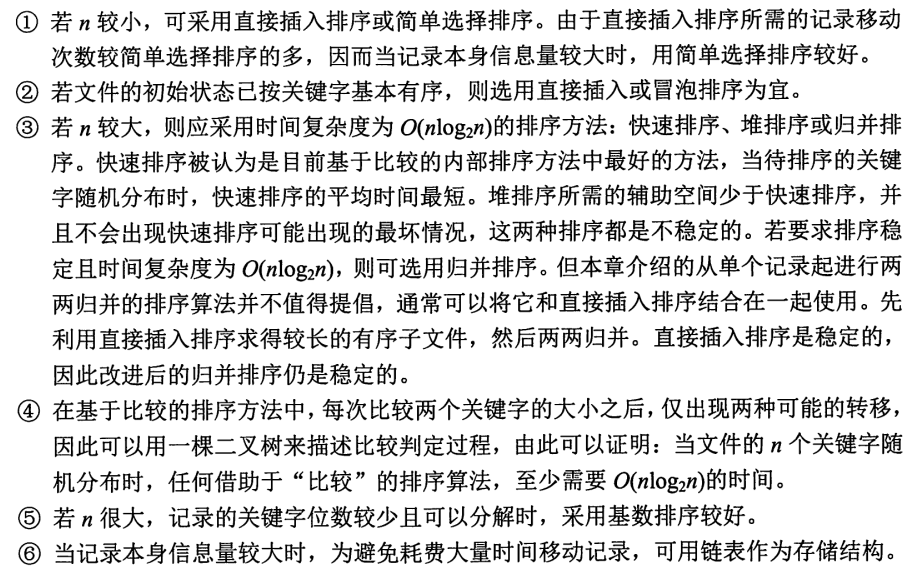 ① 若 n 较小，可采用直接插入排序或简单选择排序。由于直接插入排序所需的记录移动
次数较简单选择排序的多，因而当记录本身信息量较大时，用简单选择排序较好。
② 若文件的初始状态已按关键字基本有序，则选用直接插入或冒泡排序为宜。
③ 若 n 较大，则应采用时间复杂度为 O(nlog₂n)的排序方法：快速排序、堆排序或归并排
序。快速排序被认为是目前基于比较的内部排序方法中最好的方法，当待排序的关键
字随机分布时，快速排序的平均时间最短。堆排序所需的辅助空间少于快速排序，并
且不会出现快速排序可能出现的最坏情况，这两种排序都是不稳定的。若要求排序稳
定且时间复杂度为 O(nlog₂n)，则可选用归并排序。但本章介绍的从单个记录起进行两
两归并的排序算法并不值得提倡，通常可以将它和直接插入排序结合在一起使用。先
利用直接插入排序求得较长的有序子文件，然后两两归并。直接插入排序是稳定的，
因此改进后的归并排序仍是稳定的。
④ 在基于比较的排序方法中，每次比较两个关键字的大小之后，仅出现两种可能的转移，
因此可以用一棵二叉树来描述比较判定过程，由此可以证明：当文件的 n 个关键字随
机分布时，任何借助于“比较”的排序算法，至少需要 O(nlog₂n)的时间。
⑤ 若 n 很大，记录的关键字位数较少且可以分解时，采用基数排序较好。
⑥ 当记录本身信息量较大时，为避免耗费大量时间移动记录，可用链表作为存储结构。